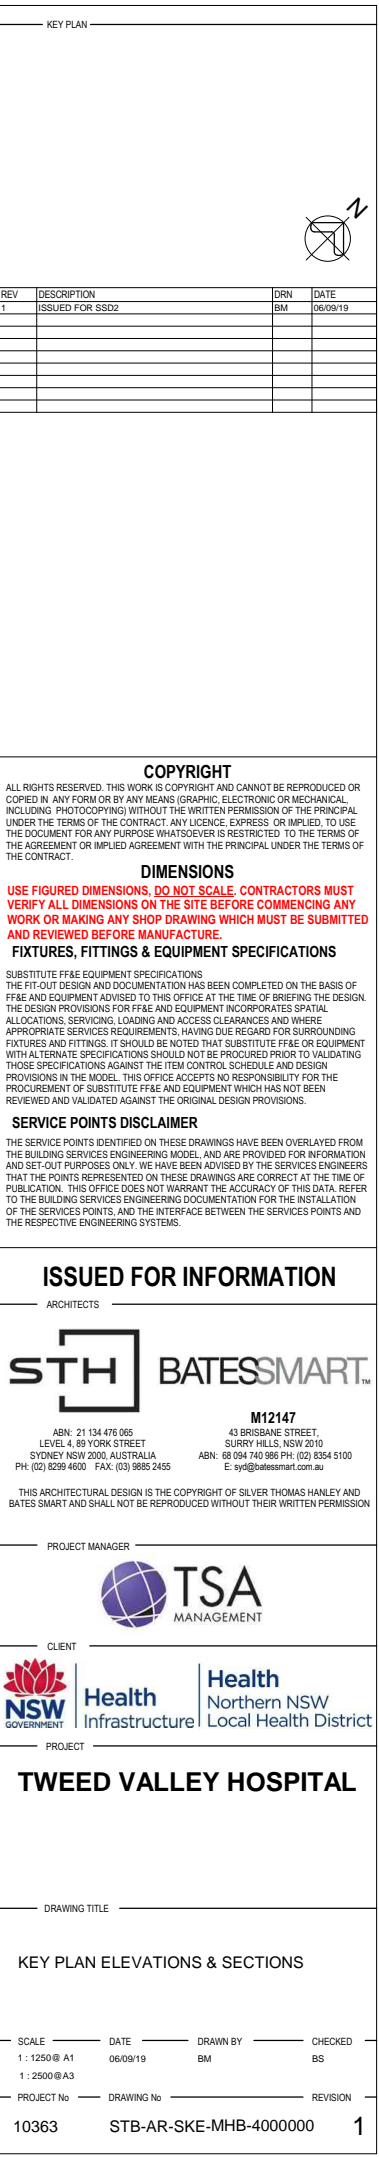 KEY PLAN
N
REV DESCRIPTION DRN DATE
1 ISSUED FOR SSD2 BM 06/09/19
COPYRIGHT
ALL RIGHTS RESERVED. THIS WORK IS COPYRIGHT AND CANNOT BE REPRODUCED OR
COPIED IN ANY FORM OR BY ANY MEANS (GRAPHIC, ELECTRONIC OR MECHANICAL,
INCLUDING PHOTOCOPYING) WITHOUT THE WRITTEN PERMISSION OF THE PRINCIPAL
UNDER THE TERMS OF THE CONTRACT. ANY LICENCE, EXPRESS OR IMPLIED, TO USE
THE DOCUMENT FOR ANY PURPOSE WHATSOEVER IS RESTRICTED TO THE TERMS OF
THE AGREEMENT OR IMPLIED AGREEMENT WITH THE PRINCIPAL UNDER THE TERMS OF
THE CONTRACT.
DIMENSIONS
USE FIGURED DIMENSIONS, DO NOT SCALE. CONTRACTORS MUST
VERIFY ALL DIMENSIONS ON THE SITE BEFORE COMMENCING ANY
WORK OR MAKING ANY SHOP DRAWING WHICH MUST BE SUBMITTED
AND REVIEWED BEFORE MANUFACTURE.
FIXTURES, FITTINGS & EQUIPMENT SPECIFICATIONS
SUBSTITUTE FF&E EQUIPMENT SPECIFICATIONS
THE FIT-OUT DESIGN AND DOCUMENTATION HAS BEEN COMPLETED ON THE BASIS OF
FF&E AND EQUIPMENT ADVISED TO THIS OFFICE AT THE TIME OF BRIEFING THE DESIGN.
THE DESIGN PROVISIONS FOR FF&E AND EQUIPMENT INCORPORATES SPATIAL
ALLOCATIONS, SERVICING, LOADING AND ACCESS CLEARANCES AND WHERE
APPROPRIATE SERVICES REQUIREMENTS, HAVING DUE REGARD FOR SURROUNDING
FIXTURES AND FITTINGS. IT SHOULD BE NOTED THAT SUBSTITUTE FF&E OR EQUIPMENT
WITH ALTERNATE SPECIFICATIONS SHOULD NOT BE PROCURED PRIOR TO VALIDATING
THOSE SPECIFICATIONS AGAINST THE ITEM CONTROL SCHEDULE AND DESIGN
PROVISIONS IN THE MODEL. THIS OFFICE ACCEPTS NO RESPONSIBILITY FOR THE
PROCUREMENT OF SUBSTITUTE FF&E AND EQUIPMENT WHICH HAS NOT BEEN
REVIEWED AND VALIDATED AGAINST THE ORIGINAL DESIGN PROVISIONS.
SERVICE POINTS DISCLAIMER
THE SERVICE POINTS IDENTIFIED ON THESE DRAWINGS HAVE BEEN OVERLAYED FROM
THE BUILDING SERVICES ENGINEERING MODEL, AND ARE PROVIDED FOR INFORMATION
AND SET-OUT PURPOSES ONLY. WE HAVE BEEN ADVISED BY THE SERVICES ENGINEERS
THAT THE POINTS REPRESENTED ON THESE DRAWINGS ARE CORRECT AT THE TIME OF
PUBLICATION. THIS OFFICE DOES NOT WARRANT THE ACCURACY OF THIS DATA. REFER
TO THE BUILDING SERVICES ENGINEERING DOCUMENTATION FOR THE INSTALLATION
OF THE SERVICES POINTS, AND THE INTERFACE BETWEEN THE SERVICES POINTS AND
THE RESPECTIVE ENGINEERING SYSTEMS.
ISSUED FOR INFORMATION
ARCHITECTS
STH BATESSMART.™
M12147
ABN: 21 134 476 065 43 BRISBANE STREET,
LEVEL 4, 89 YORK STREET SURRY HILLS, NSW 2010
SYDNEY NSW 2000, AUSTRALIA ABN: 68 094 740 986 PH: (02) 8354 5100
PH: (02) 8299 4600 FAX: (03) 9885 2455 E: syd@batessmart.com.au
THIS ARCHITECTURAL DESIGN IS THE COPYRIGHT OF SILVER THOMAS HANLEY AND
BATES SMART AND SHALL NOT BE REPRODUCED WITHOUT THEIR WRITTEN PERMISSION
PROJECT MANAGER
TSA
MANAGEMENT
CLIENT
NSW
GOVERNMENT
Health
Infrastructure
Health
Northern NSW
Local Health District
PROJECT
TWEED VALLEY HOSPITAL
DRAWING TITLE
KEY PLAN ELEVATIONS & SECTIONS
SCALE DATE DRAWN BY CHECKED
1 : 1250@ A1 06/09/19 BM BS
1 : 2500@A3
PROJECT No DRAWING No REVISION
10363 STB-AR-SKE-MHB-4000000 1